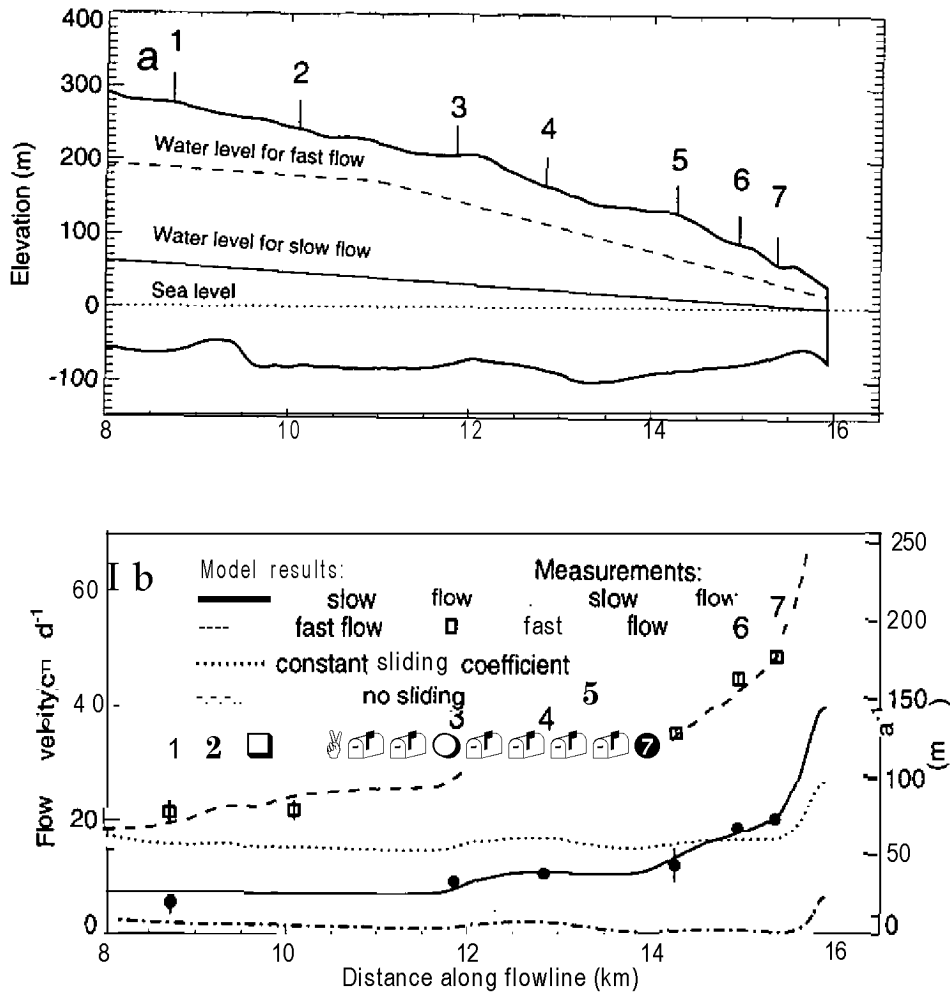 400
300
200
100
0
-100
Elevation (m)
a
1
2
3
4
5
6
7
Water level for fast flow
Water level for slow flow
Sea level
8 10 12 14 16
I b
Model results: Measurements:
slow flow slow flow
fast flow fast flow
constant sliding coefficient
no sliding
1 2 3 4 5 6 7
✌ 7
60
40
20
0
Flow d-1
250
200
150
100
50
0
(m a )
8 10 12 14 16
Distance along flowline (km)